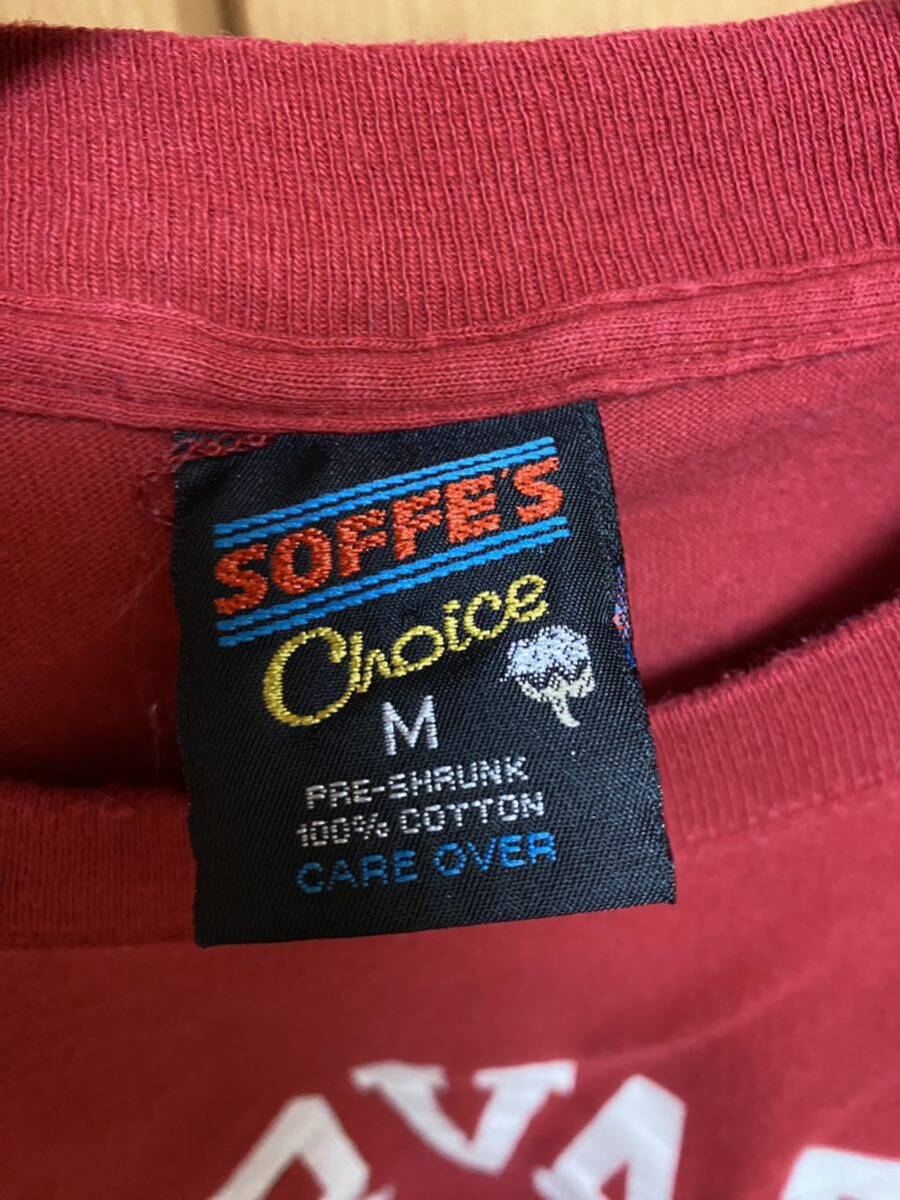 SOFFE'S
Choice
M
PRE-SHRUNK
100% COTTON
CARE OVER